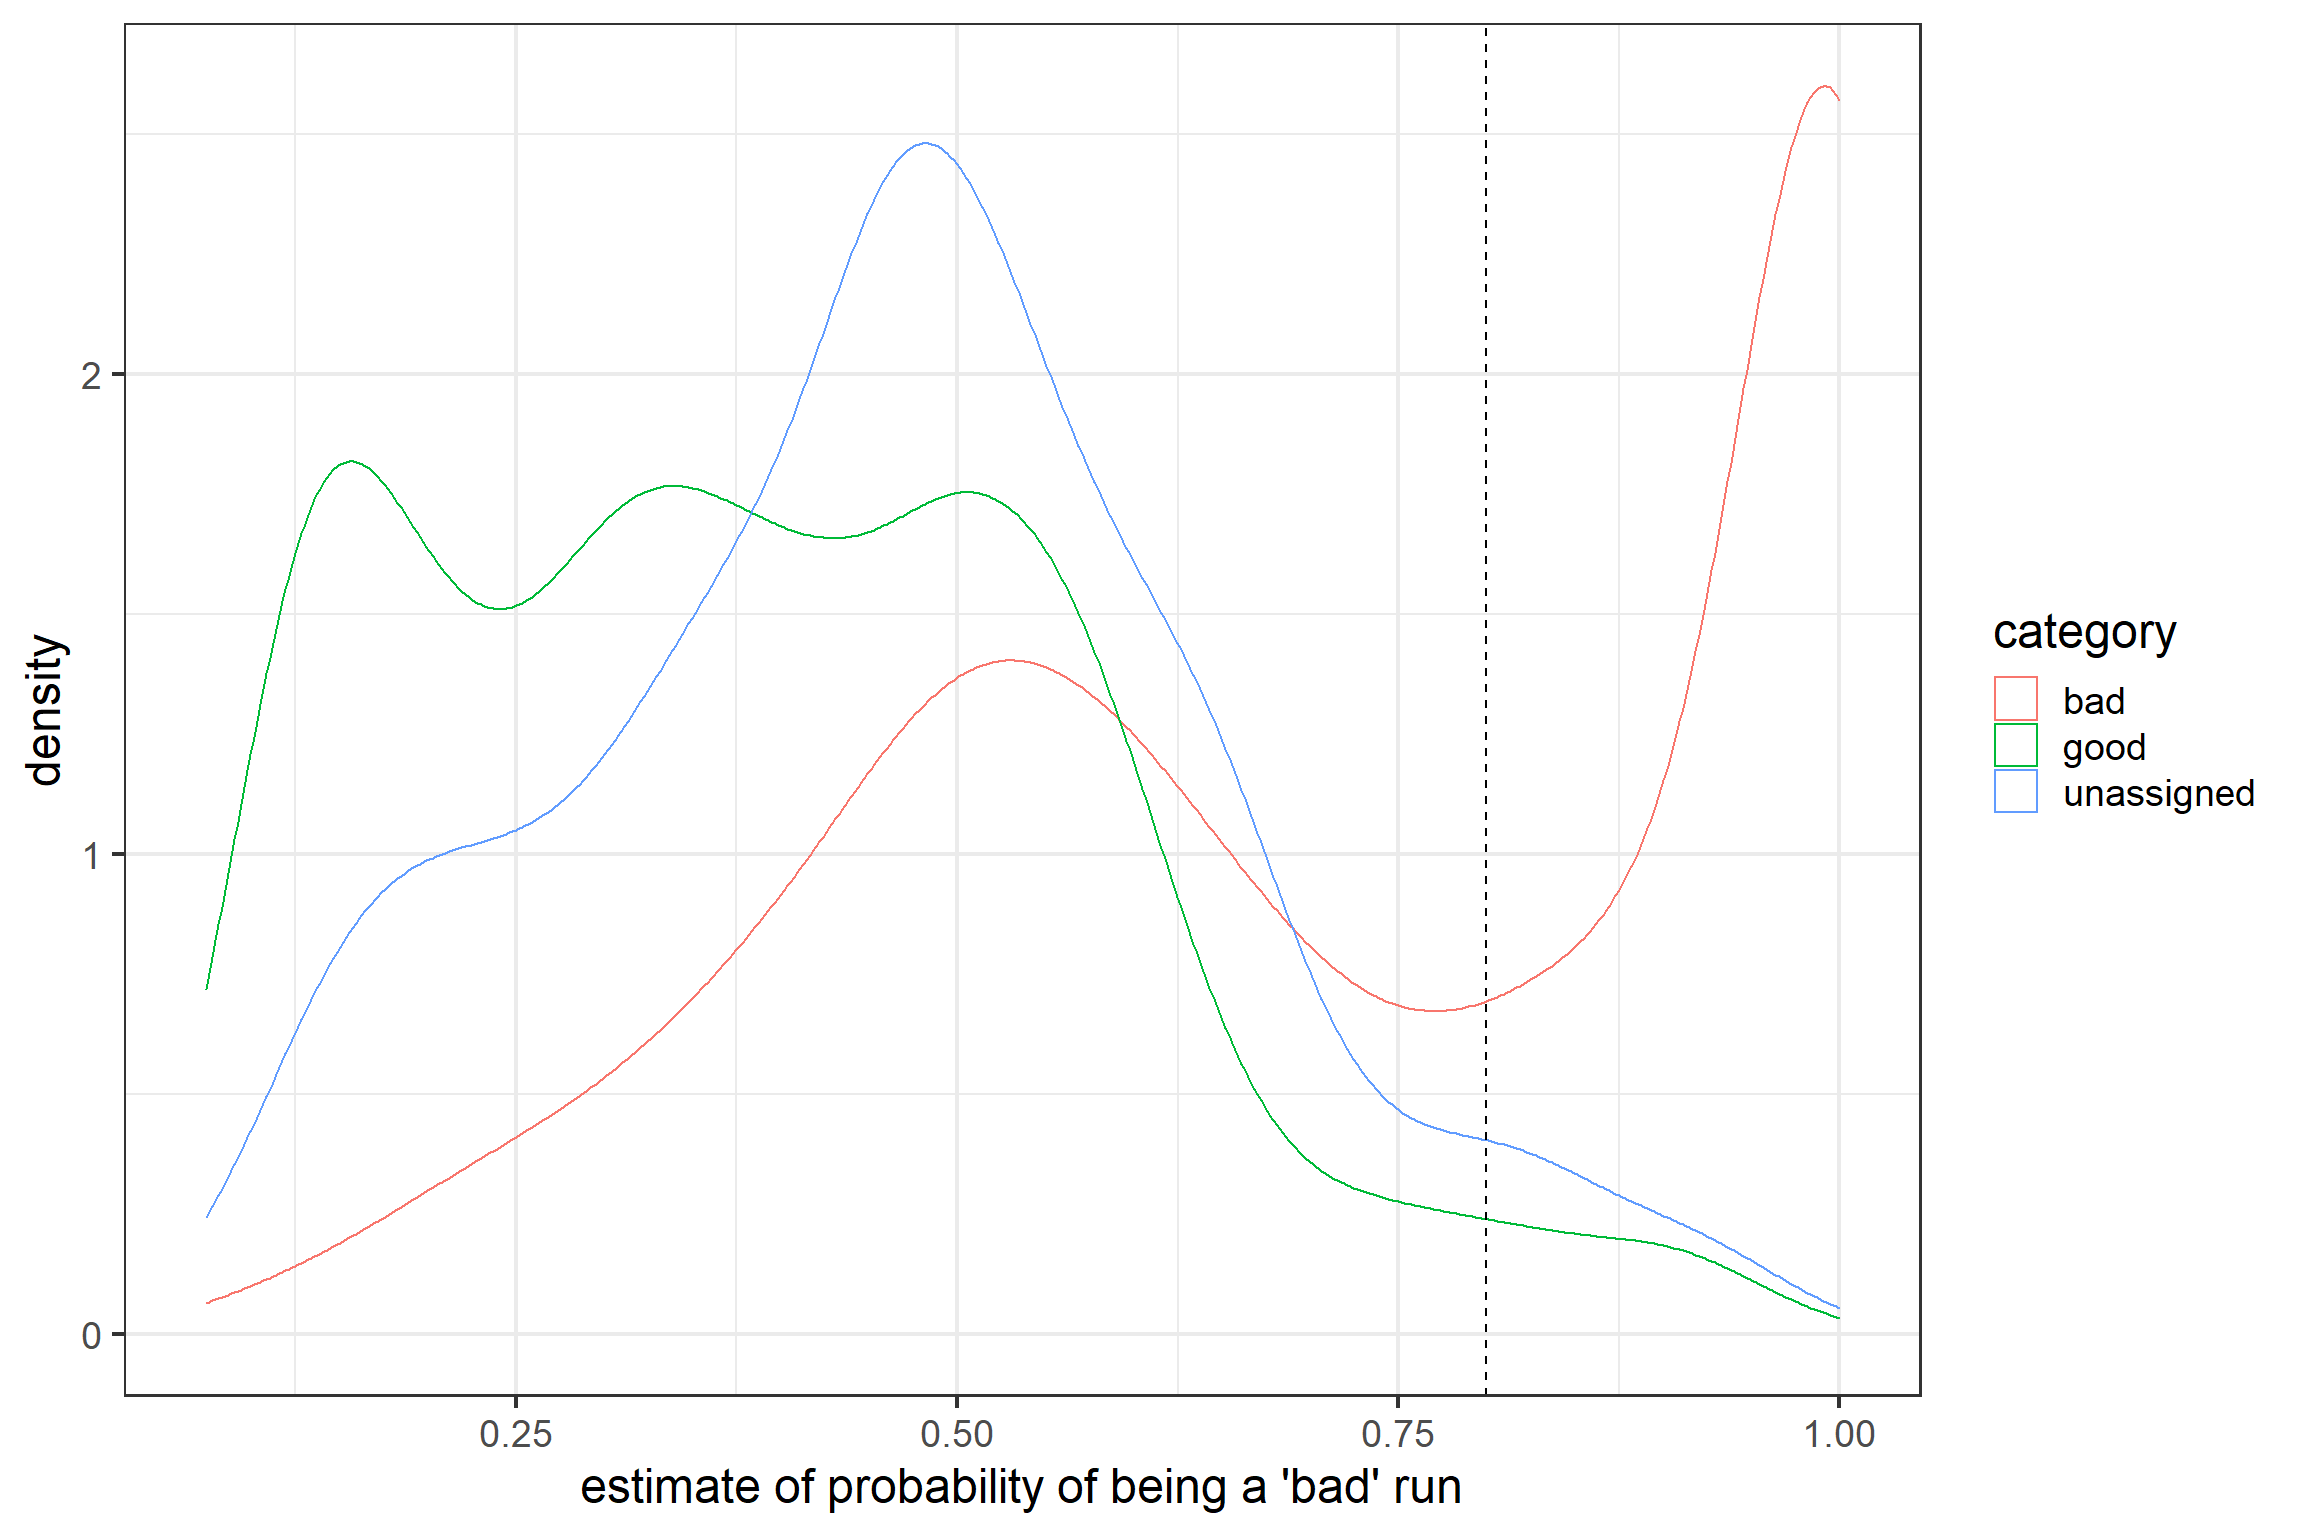 density
2
1
0
0.25 0.50 0.75 1.00
estimate of probability of being a 'bad' run
category
bad
good
unassigned